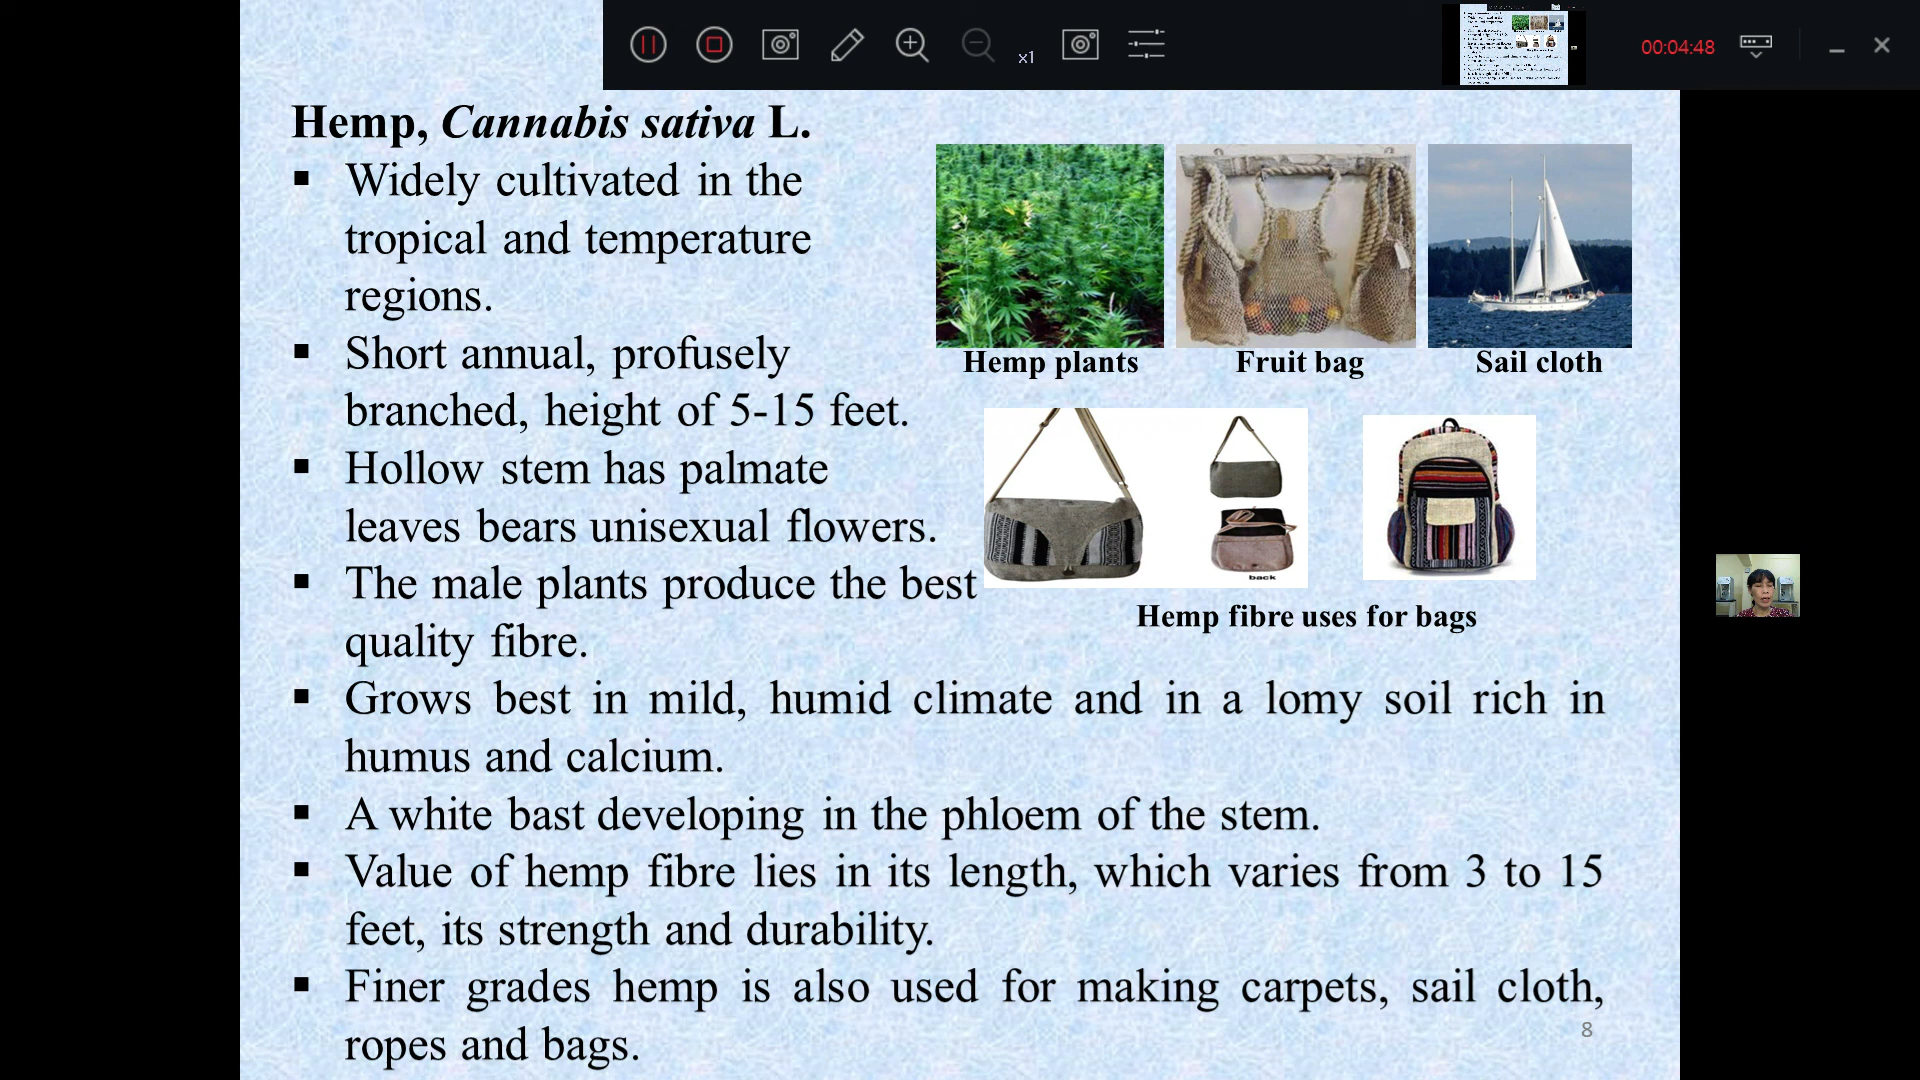 x1
00:04:48
Hemp, Cannabis sativa L.
▪ Widely cultivated in the
tropical and temperature
regions.
▪ Short annual, profusely
branched, height of 5-15 feet.
▪ Hollow stem has palmate
leaves bears unisexual flowers.
▪ The male plants produce the best
quality fibre.
▪ Grows best in mild, humid climate and in a lomy soil rich in
humus and calcium.
▪ A white bast developing in the phloem of the stem.
▪ Value of hemp fibre lies in its length, which varies from 3 to 15
feet, its strength and durability.
▪ Finer grades hemp is also used for making carpets, sail cloth,
ropes and bags.
Hemp plants
Fruit bag
Sail cloth
back
Hemp fibre uses for bags
8